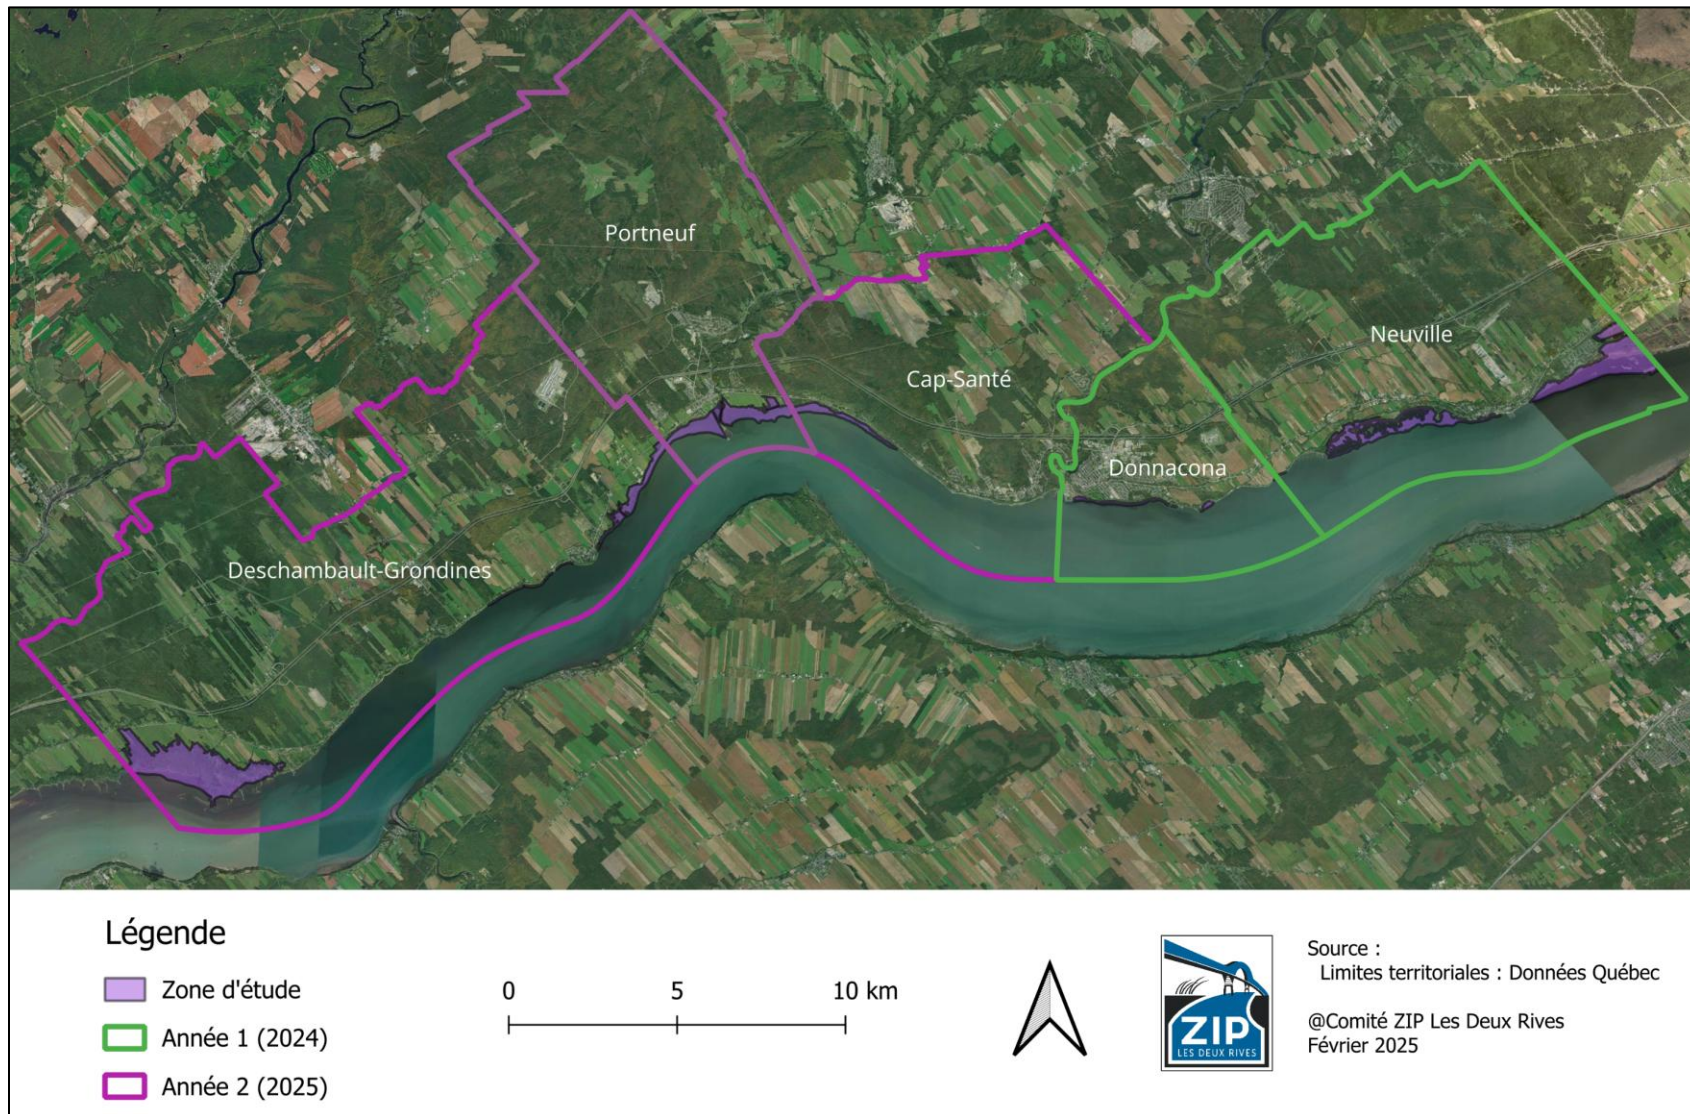 Portneuf
Neuville
Cap-Santé
Donnacona
Deschambault-Grondines
Légende
Zone d'étude
Année 1 (2024)
Année 2 (2025)
0 5 10 km
ZIP
LES DEUX RIVES
Source :
Limites territoriales : Données Québec
@Comité ZIP Les Deux Rives
Février 2025